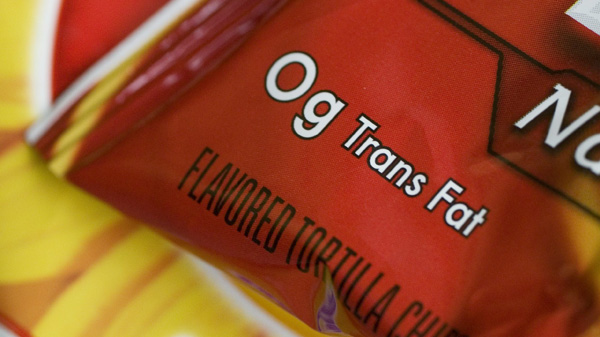 0g Trans Fat
FLAVORED TORTILLA